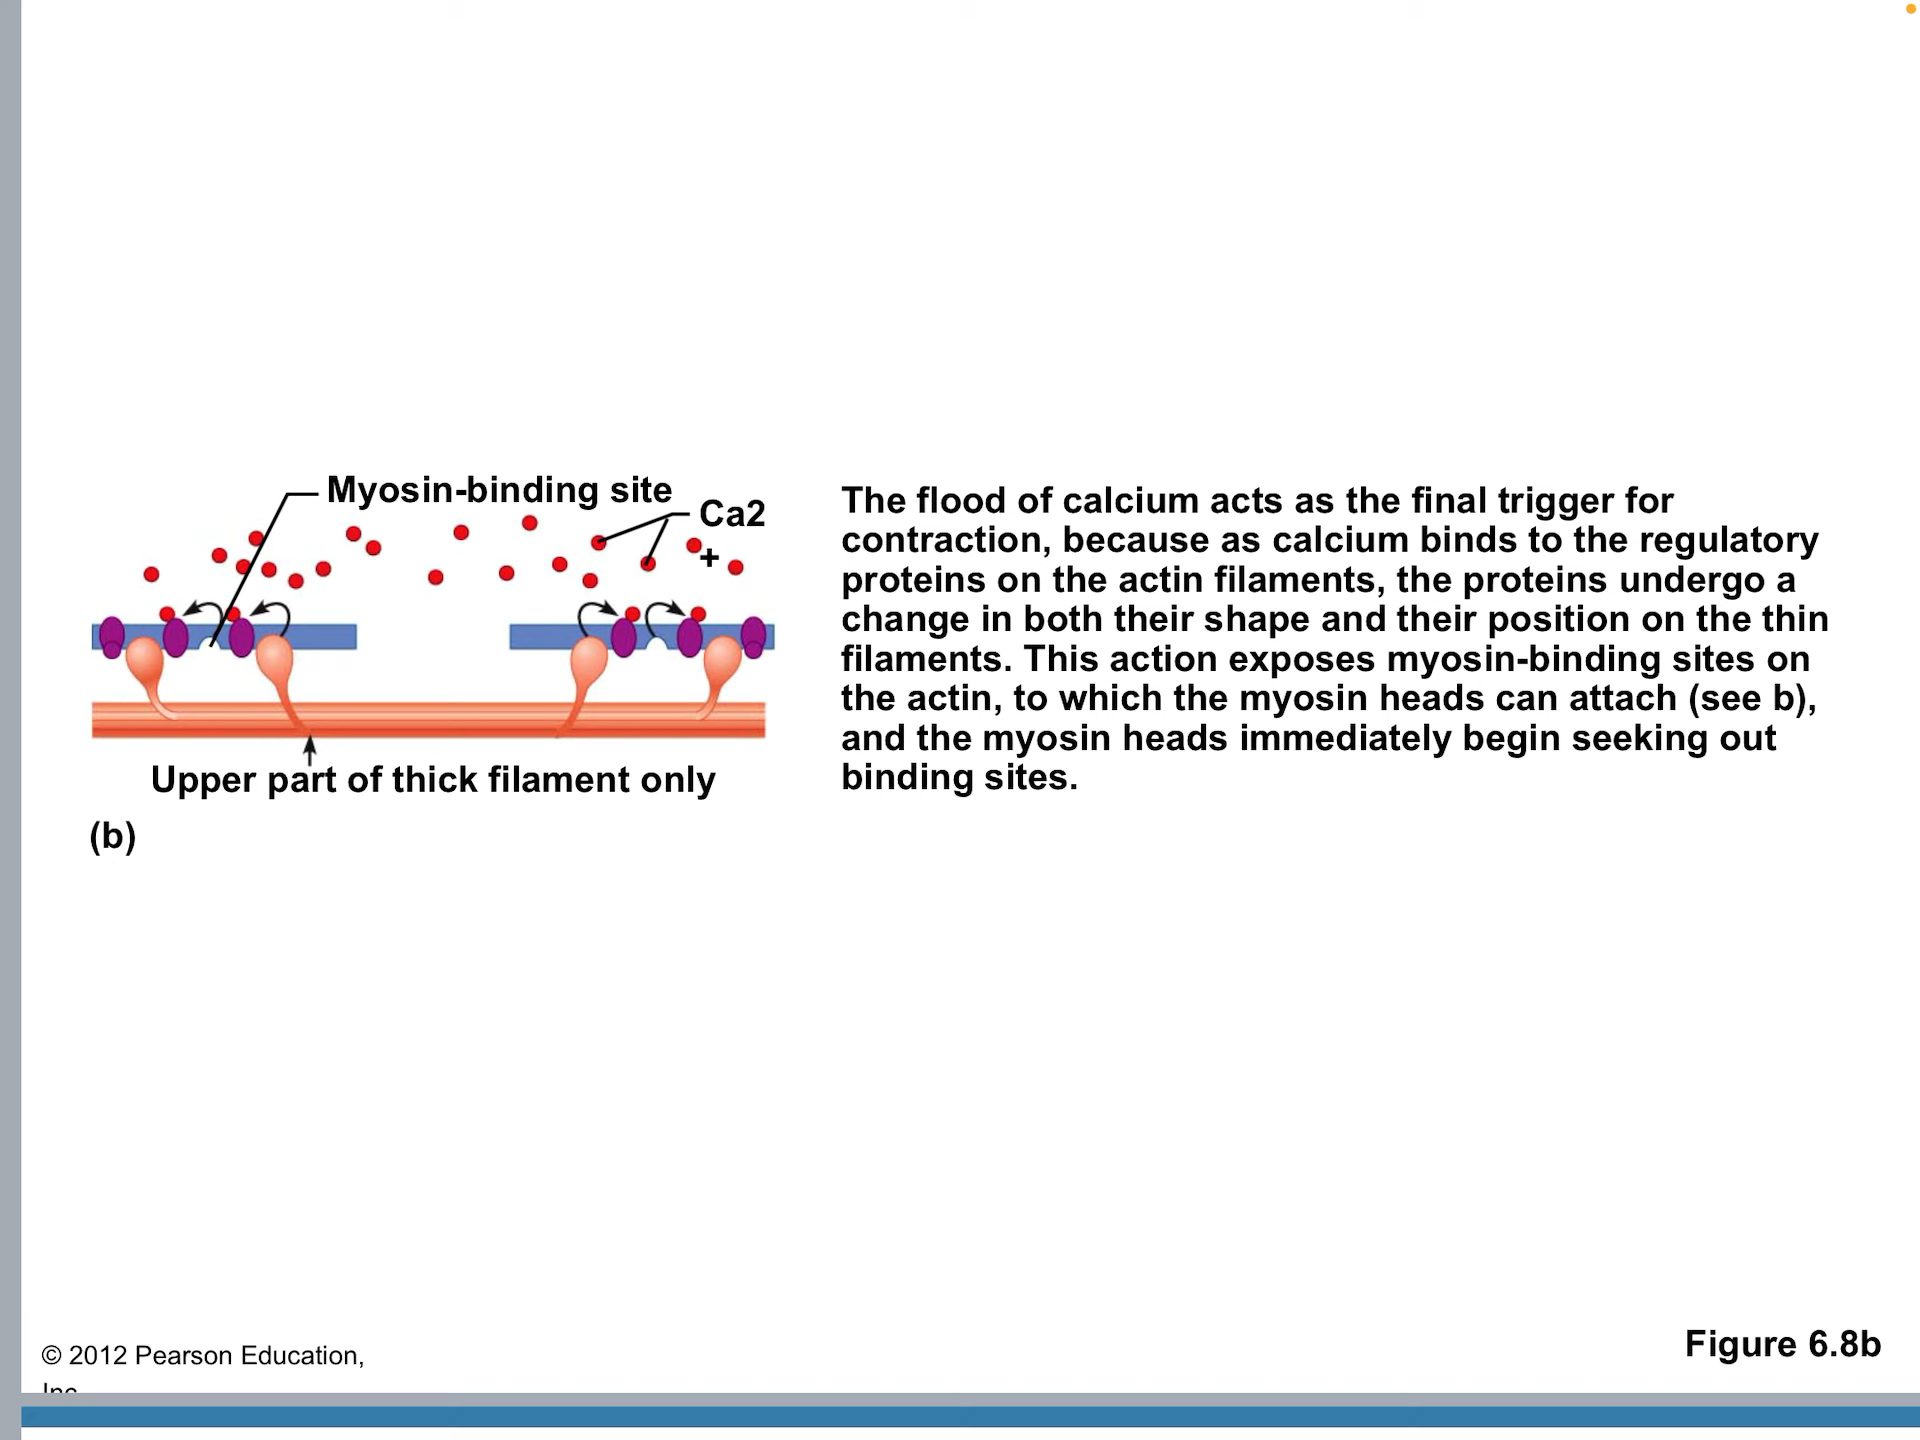 Myosin-binding site
Ca2
+
Upper part of thick filament only
(b)
The flood of calcium acts as the final trigger for
contraction, because as calcium binds to the regulatory
proteins on the actin filaments, the proteins undergo a
change in both their shape and their position on the thin
filaments. This action exposes myosin-binding sites on
the actin, to which the myosin heads can attach (see b),
and the myosin heads immediately begin seeking out
binding sites.
© 2012 Pearson Education,
Inc
Figure 6.8b